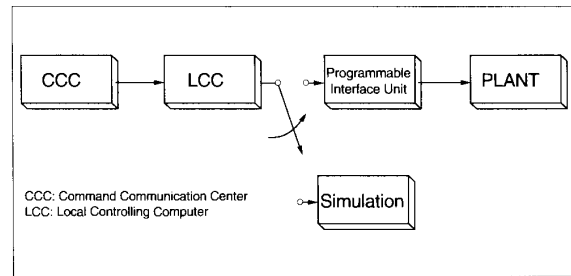 CCC
LCC
Programmable
Interface Unit
PLANT
Simulation
CCC: Command Communication Center
LCC: Local Controlling Computer